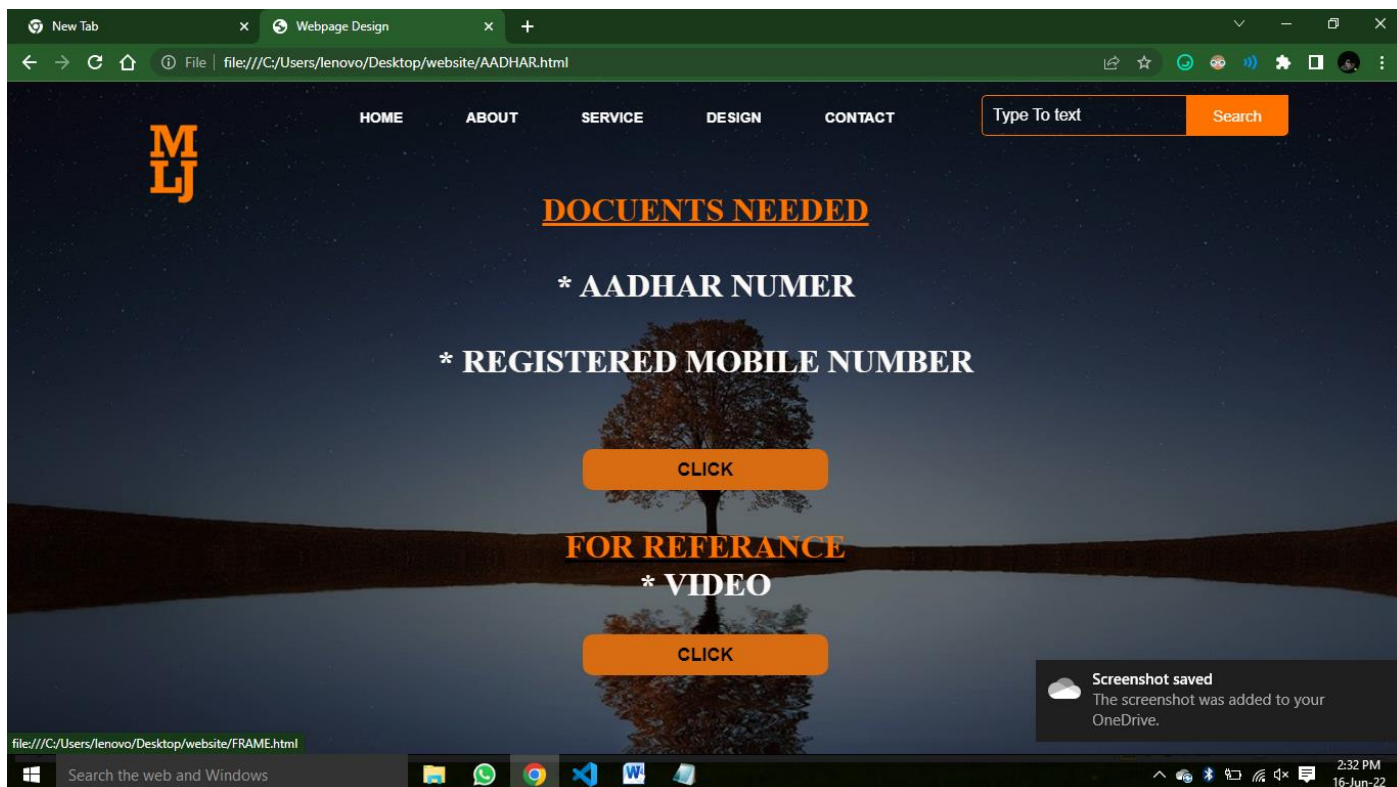 New Tab
Webpage Design
File | file:///C:/Users/lenovo/Desktop/website/AADHAR.html
M
LJ
HOME ABOUT SERVICE DESIGN CONTACT
Type To text Search
DOCUENTS NEEDED
* AADHAR NUMER
* REGISTERED MOBILE NUMBER
CLICK
FOR REFERANCE
* VIDEO
CLICK
Screenshot saved
The screenshot was added to your
OneDrive.
file:///C:/Users/lenovo/Desktop/website/FRAME.html
Search the web and Windows
2:32 PM
16-Jun-22